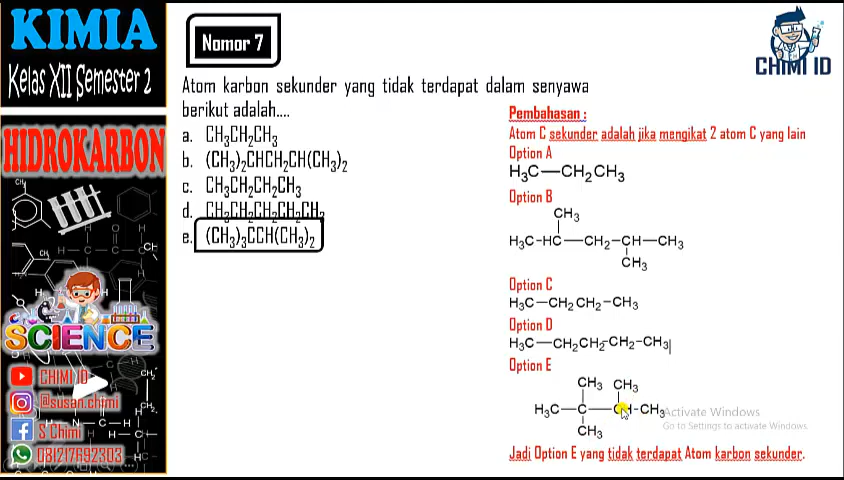 KIMIA
Kelas XII Semester 2
HIDROKARBON
SCIENCE
CHIMI ID
@susan.chimi
S Chimi
081217692303
Nomor 7
Atom karbon sekunder yang tidak terdapat dalam senyawa
berikut adalah....
a. CH₃CH₂CH₃
b. (CH₃)₂CHCH₂CH(CH₃)₂
c. CH₃CH₂CH₂CH₃
d. CH₃CH₂CH₂CH₂CH₃
e. (CH₃)₃CCH(CH₃)₂
CHIMI ID
Pembahasan :
Atom C sekunder adalah jika mengikat 2 atom C yang lain
Option A
H₃C—CH₂CH₃
Option B
CH₃
H₃C-HC—CH₂—CH—CH₃
CH₃
Option C
H₃C—CH₂CH₂—CH₃
Option D
H₃C—CH₂CH₂-CH₂—CH₃
Option E
CH₃ CH₃
H₃C— —CH-CH₃
CH₃
Activate Windows
Go to Settings to activate Windows.
Jadi Option E yang tidak terdapat Atom karbon sekunder.